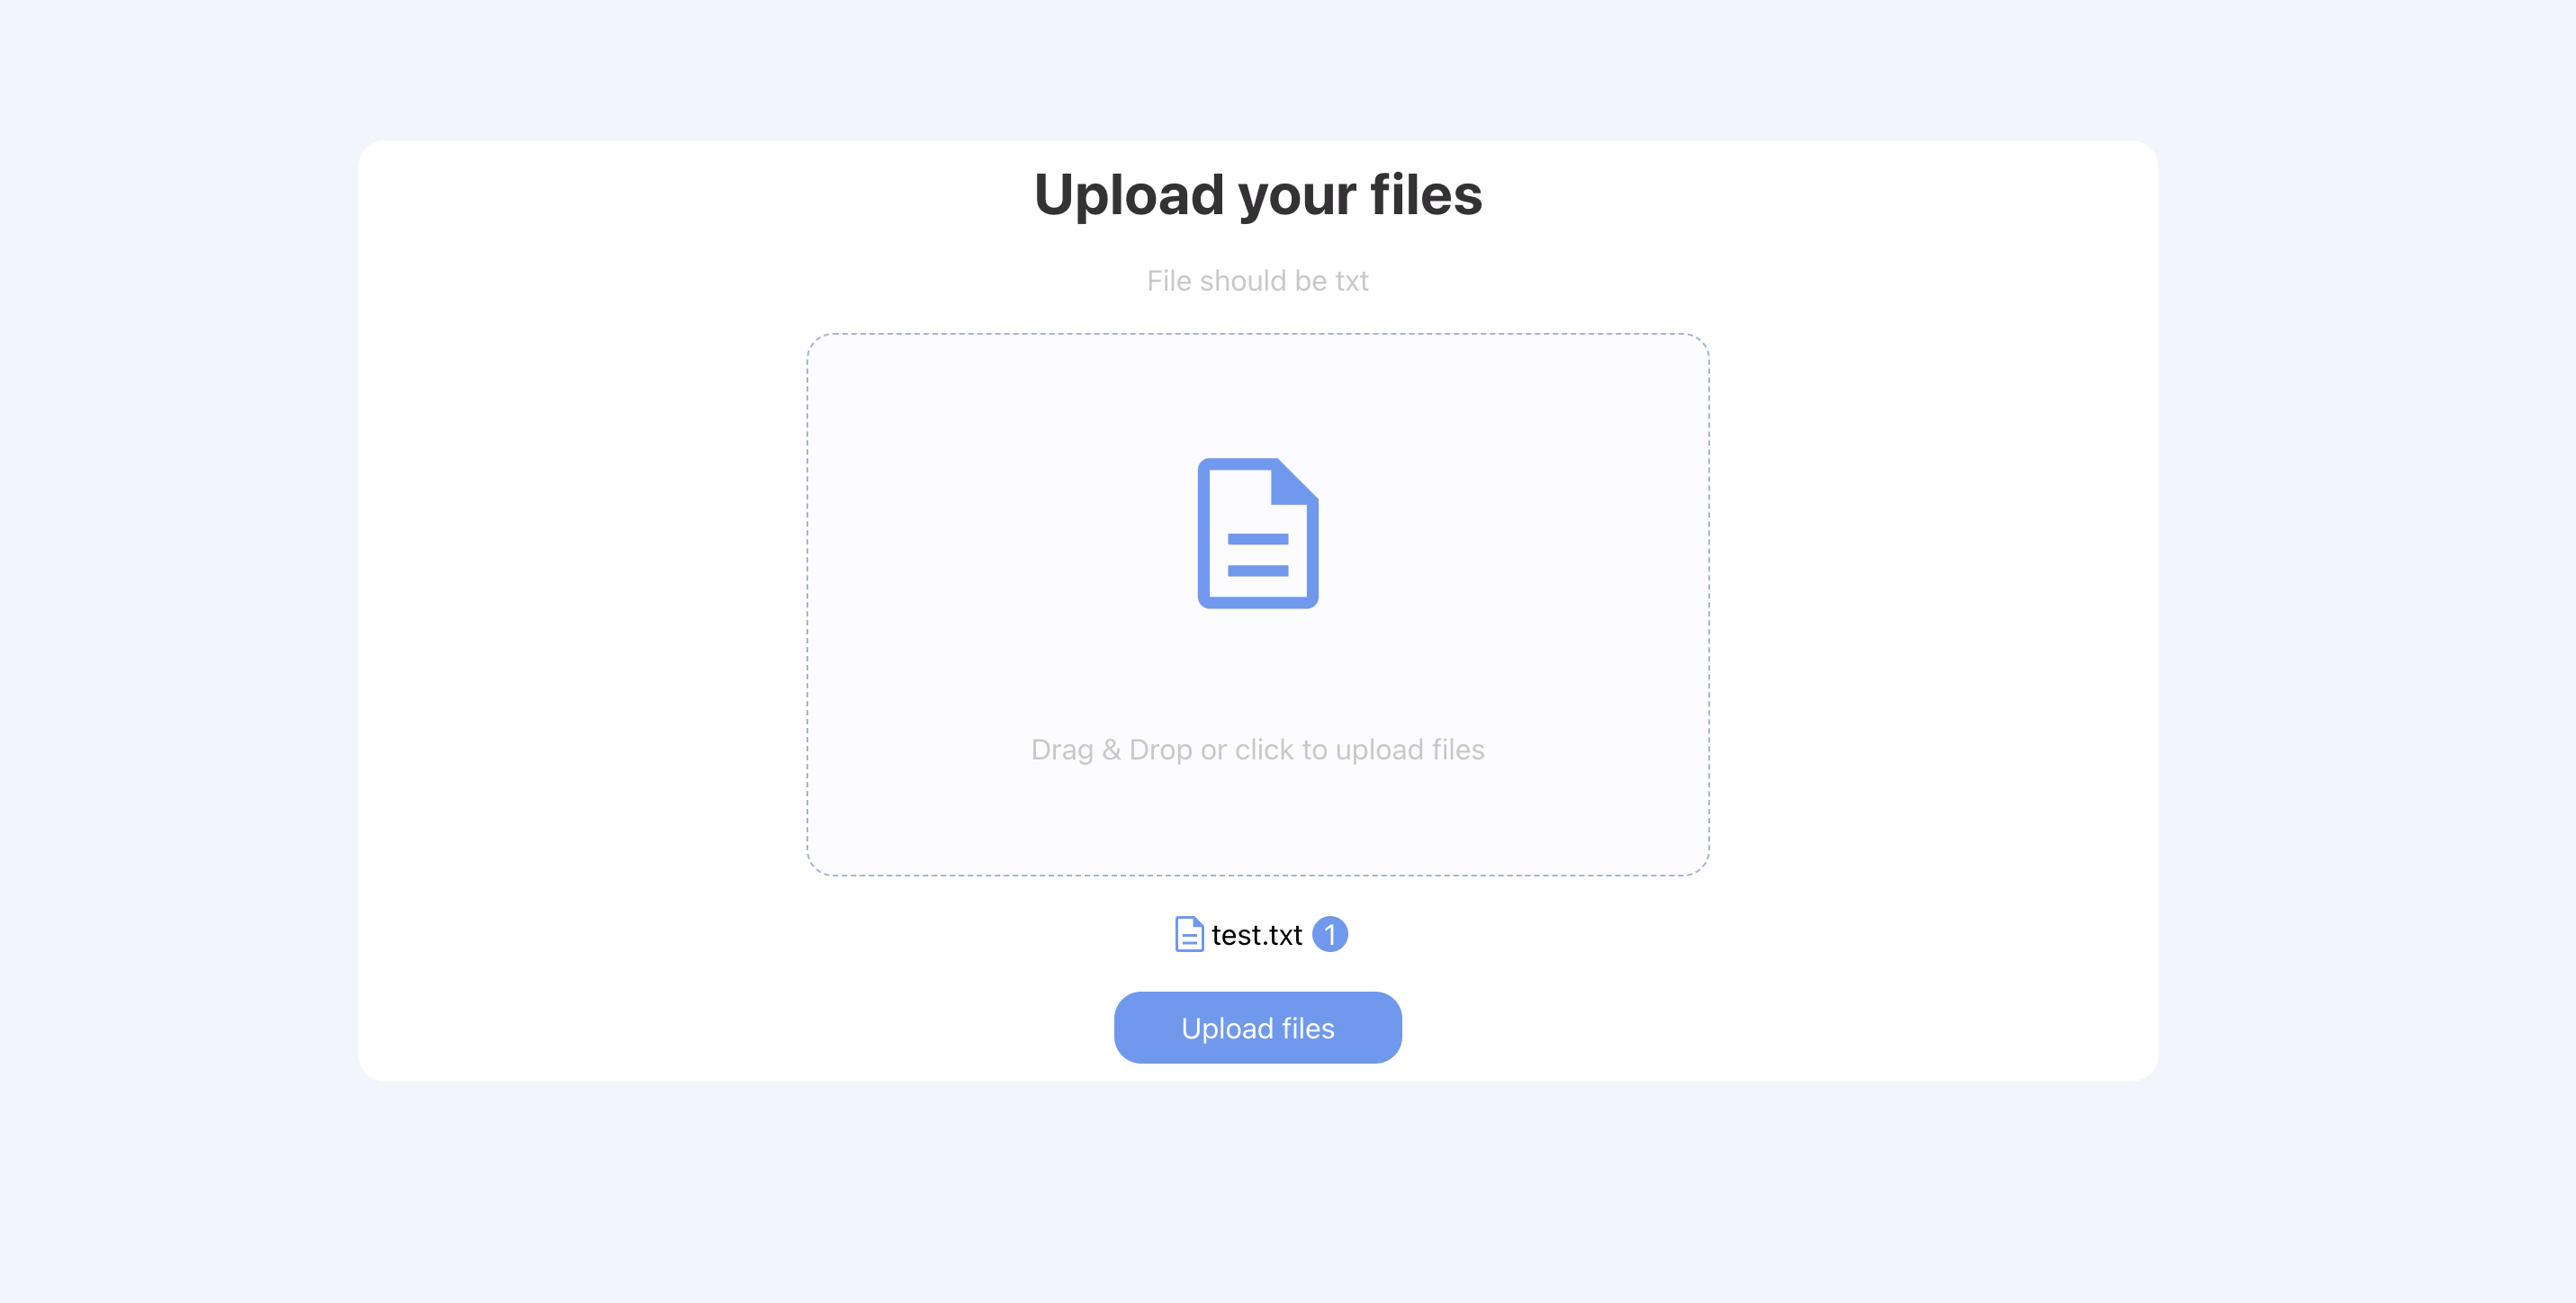 Upload your files
File should be txt
Drag & Drop or click to upload files
test.txt 1
Upload files